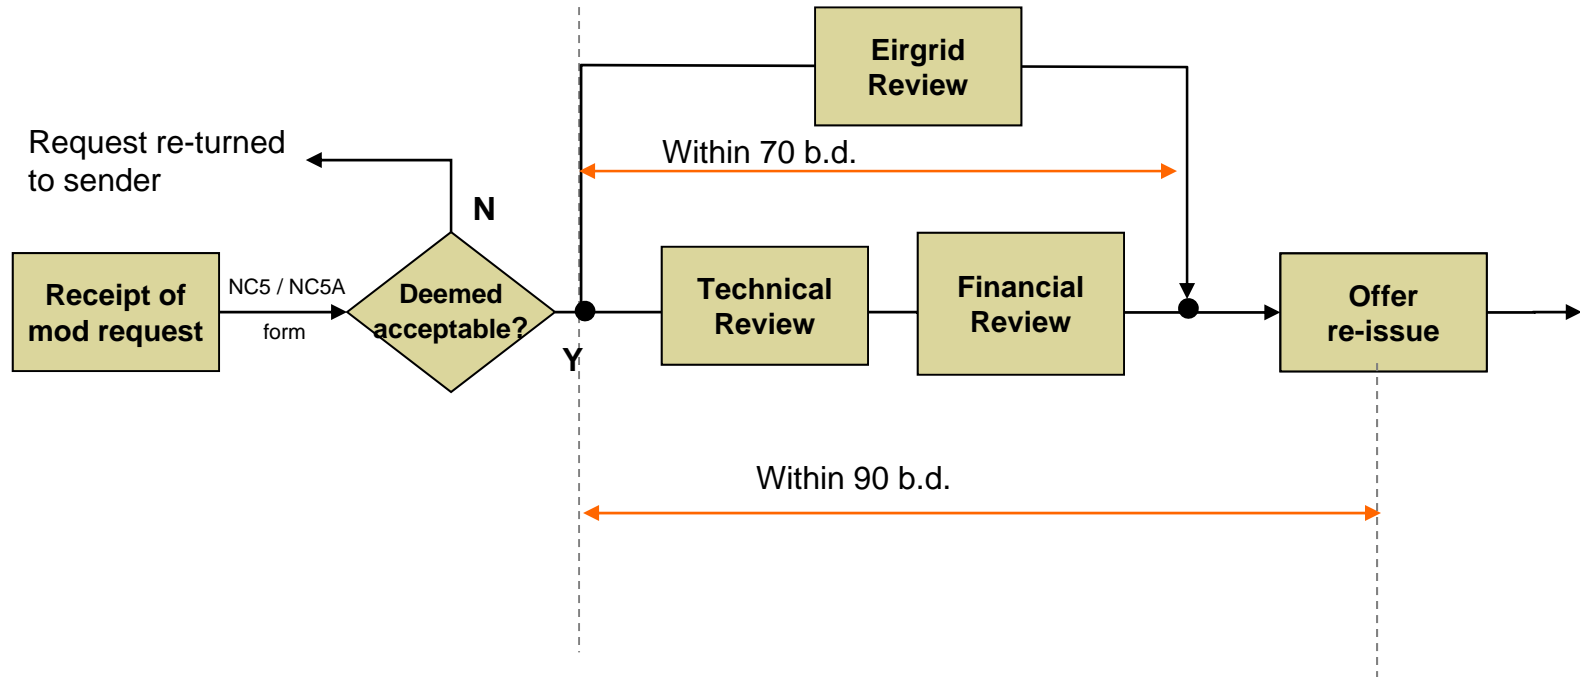 Eirgrid
Review
Request re-turned
to sender
Within 70 b.d.
N
Receipt of
mod request
NC5 / NC5A
form
Deemed
acceptable?
Y
Technical
Review
Financial
Review
Offer
re-issue
Within 90 b.d.